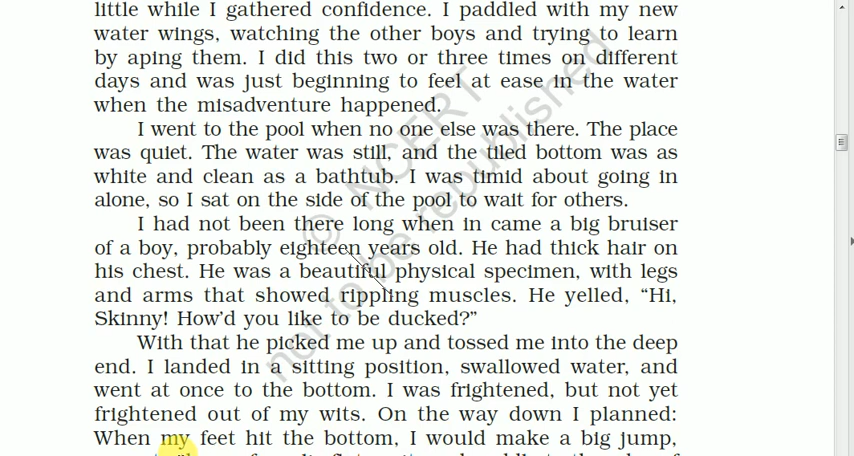 little while I gathered confidence. I paddled with my new
water wings, watching the other boys and trying to learn
by aping them. I did this two or three times on different
days and was just beginning to feel at ease in the water
when the misadventure happened.
I went to the pool when no one else was there. The place
was quiet. The water was still, and the tiled bottom was as
white and clean as a bathtub. I was timid about going in
alone, so I sat on the side of the pool to wait for others.
I had not been there long when in came a big bruiser
of a boy, probably eighteen years old. He had thick hair on
his chest. He was a beautiful physical specimen, with legs
and arms that showed rippling muscles. He yelled, “Hi,
Skinny! How’d you like to be ducked?”
With that he picked me up and tossed me into the deep
end. I landed in a sitting position, swallowed water, and
went at once to the bottom. I was frightened, but not yet
frightened out of my wits. On the way down I planned:
When my feet hit the bottom, I would make a big jump,
© NCERT
not to be republished